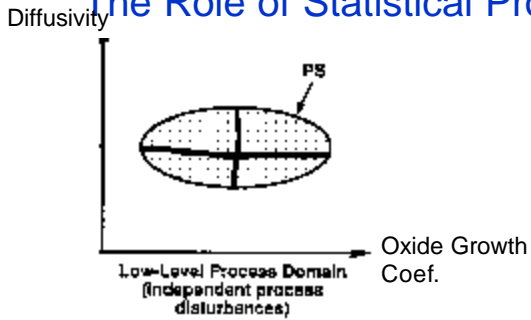 The Role of Statistical Pro
Diffusivity
PS
Oxide Growth
Coef.
Low-Level Process Domain
(Independent process
disturbances)